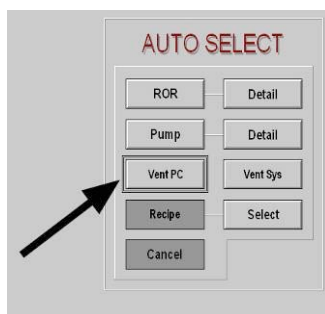 AUTO SELECT
ROR Detail
Pump Detail
Vent PC Vent Sys
Recipe Select
Cancel